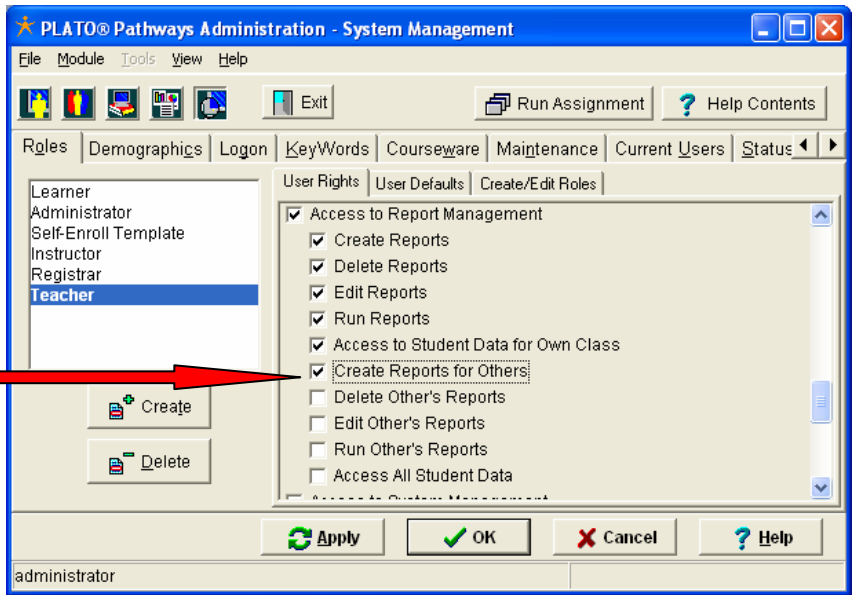 PLATO® Pathways Administration - System Management
File Module Tools View Help
Exit Run Assignment ? Help Contents
Roles Demographics Logon KeyWords Courseware Maintenance Current Users Status
Learner
Administrator
Self-Enroll Template
Instructor
Registrar
Teacher
Create
Delete
User Rights User Defaults Create/Edit Roles
Access to Report Management
Create Reports
Delete Reports
Edit Reports
Run Reports
Access to Student Data for Own Class
Create Reports for Others
Delete Other's Reports
Edit Other's Reports
Run Other's Reports
Access All Student Data
Access to System Management
Apply OK Cancel ? Help
administrator